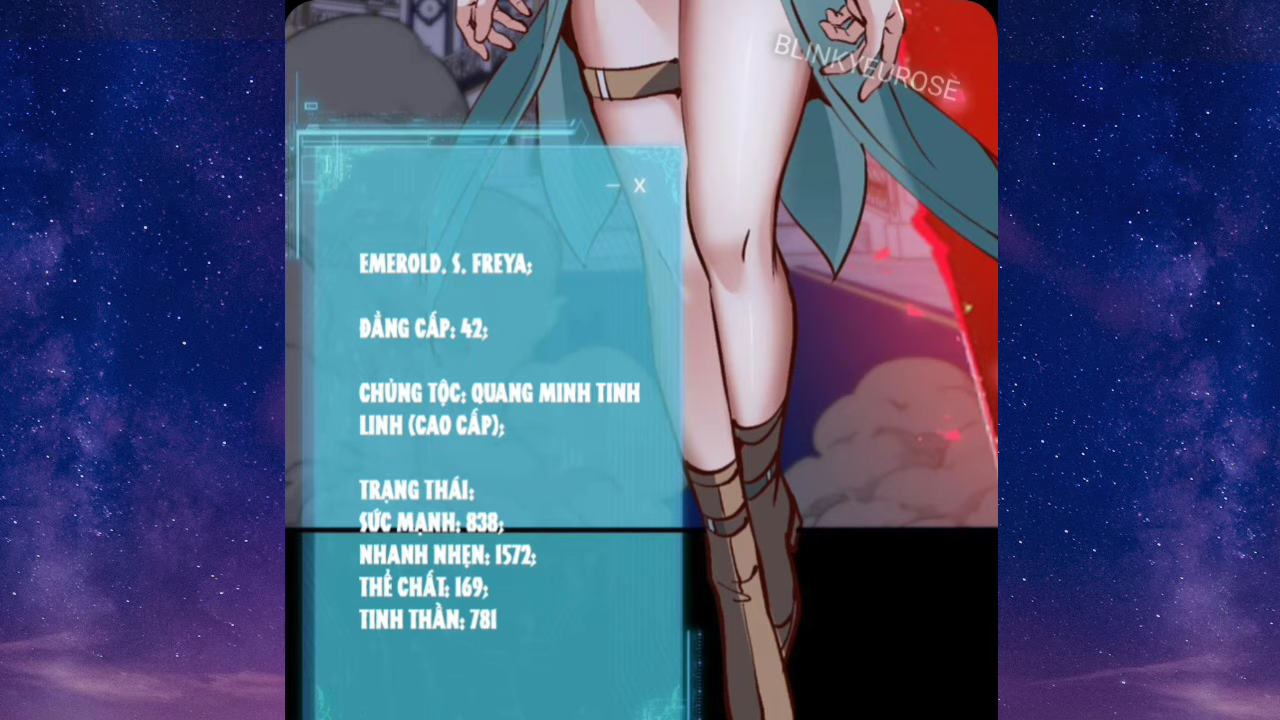 BLINKYEUROSE
— X
EMEROLD. S. FREYA;
ĐẲNG CẤP: 42;
CHỦNG TỘC: QUANG MINH TINH
LINH (CAO CẤP);
TRẠNG THÁI:
SỨC MẠNH: 838;
NHANH NHẸN: 1572;
THỂ CHẤT: 169;
TINH THẦN: 781